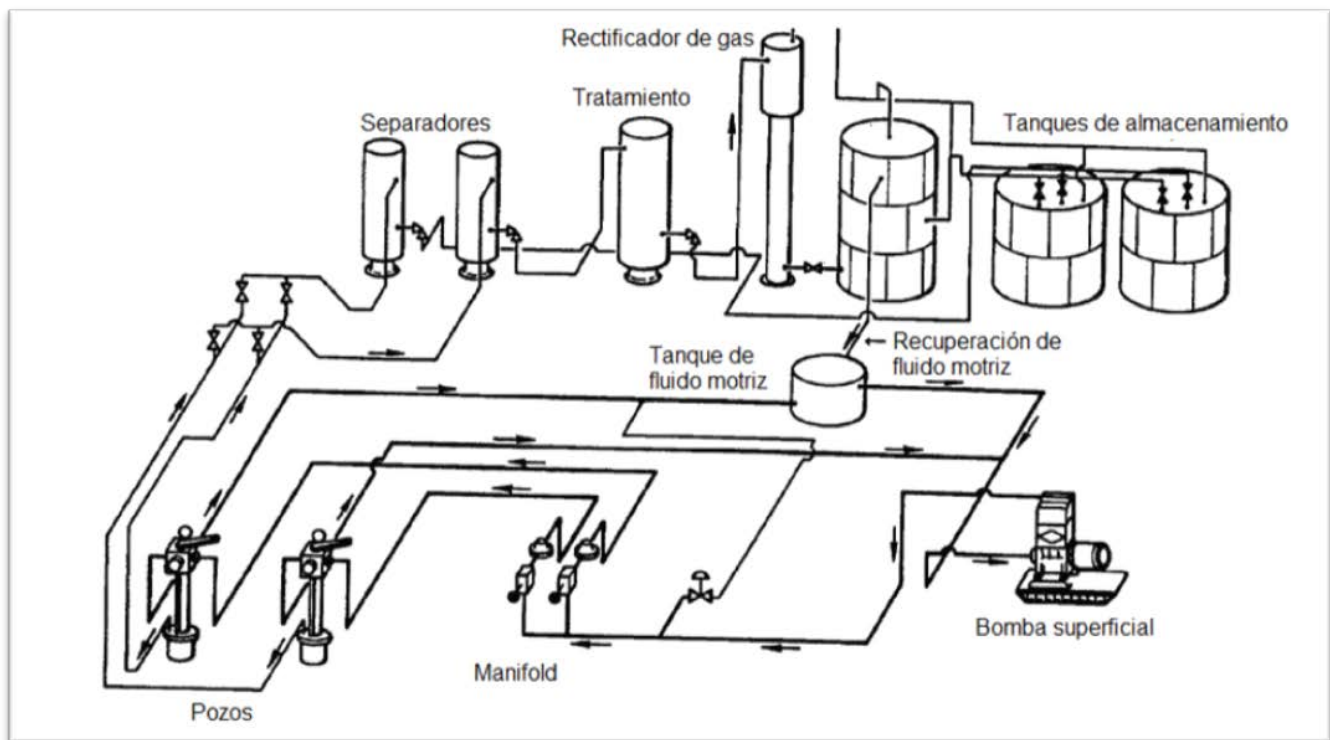 Rectificador de gas
Tratamiento
Separadores
Tanques de almacenamiento
Tanque de
fluido motriz
← Recuperación de
fluido motriz
Bomba superficial
Manifold
Pozos